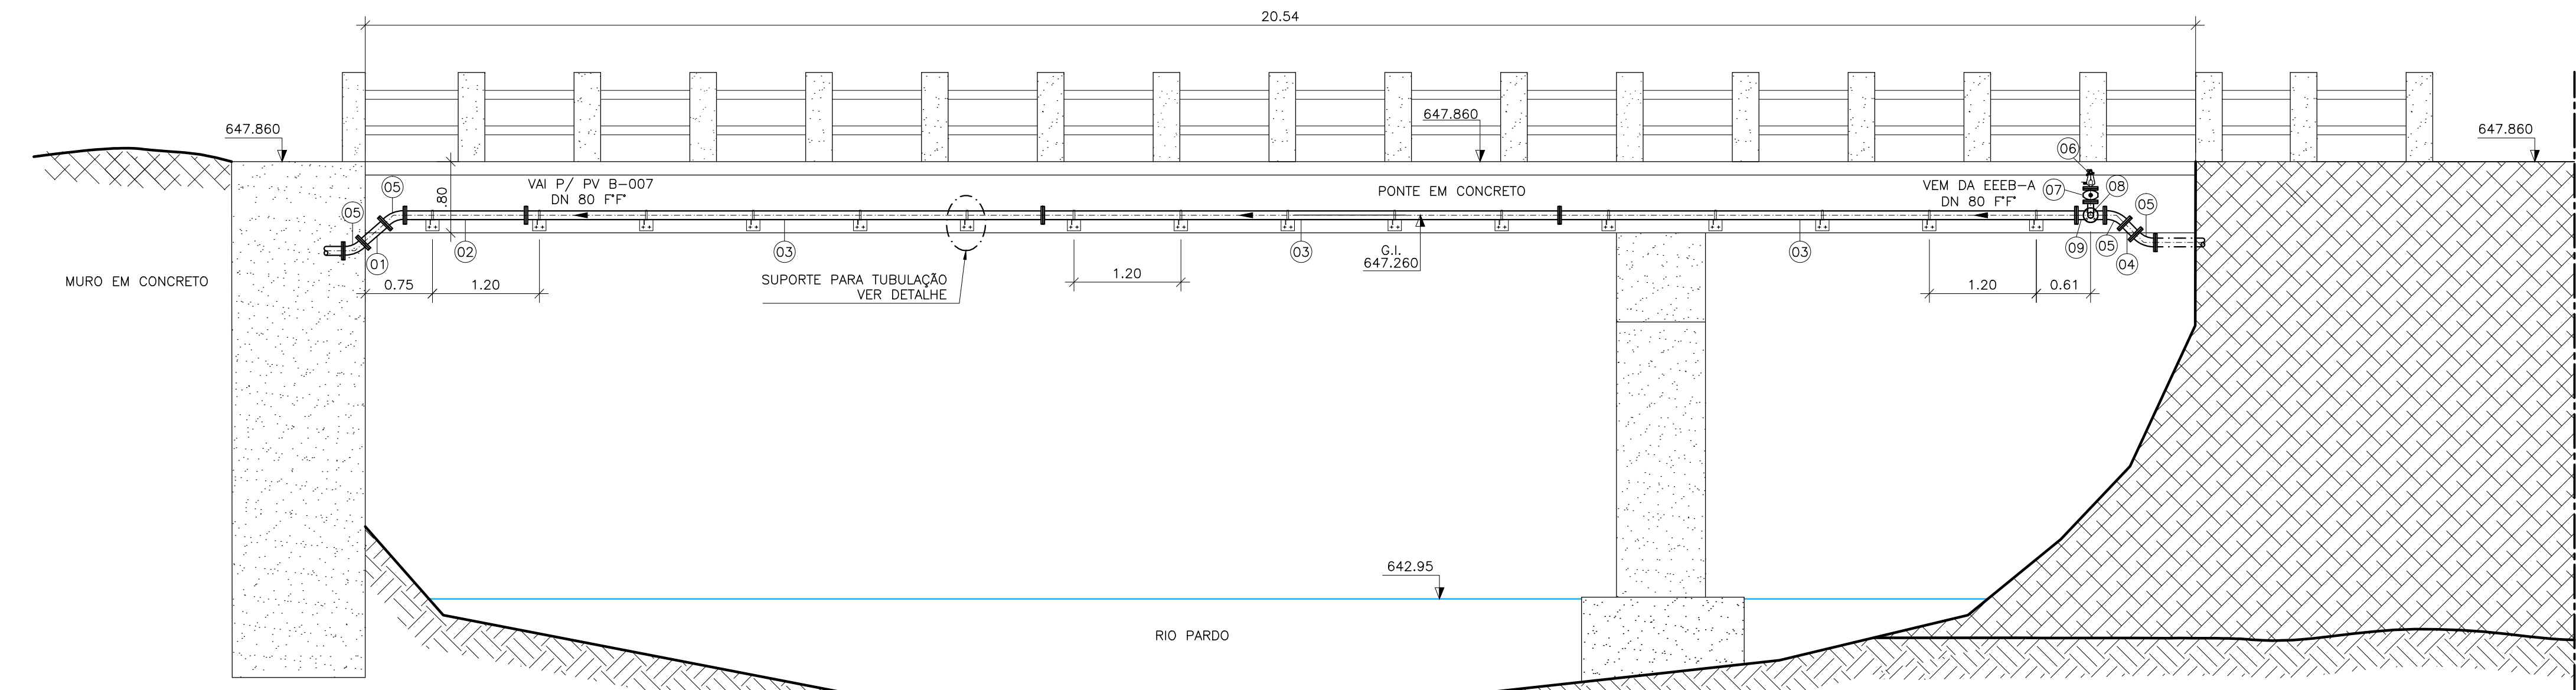 20.54
647.860
647.860
647.860
06
05
.80
VAI P/ PV B-007
DN 80 F°F°
PONTE EM CONCRETO
VEM DA EEEB-A
DN 80 F°F°
07
08
05
05
01
02
03
03
G.I.
647.260
03
09
05
04
MURO EM CONCRETO
0.75
1.20
SUPORTE PARA TUBULAÇÃO
VER DETALHE
1.20
1.20
0.61
642.95
RIO PARDO